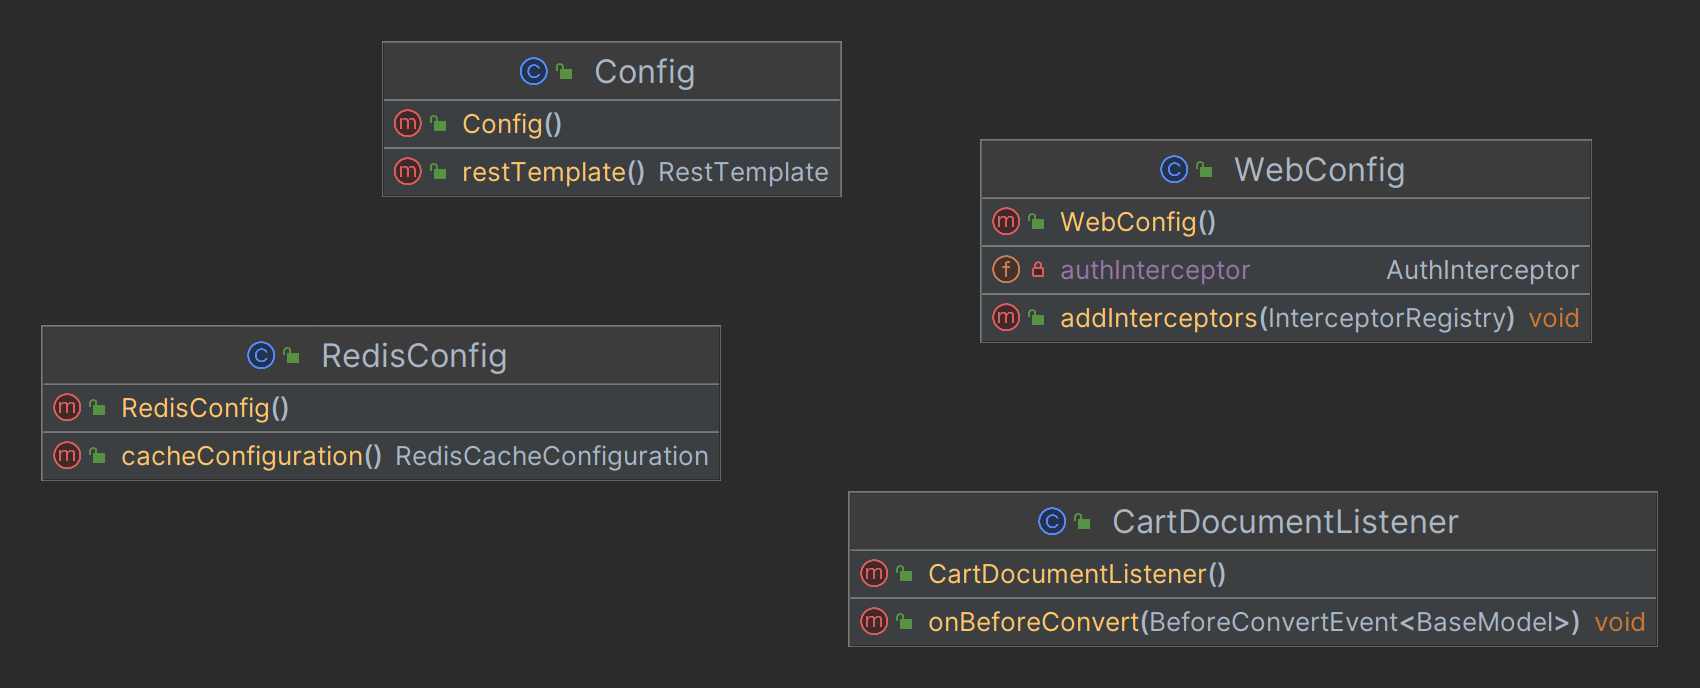 Config
Config()
restTemplate() RestTemplate
WebConfig
WebConfig()
authInterceptor AuthInterceptor
addInterceptors(InterceptorRegistry) void
RedisConfig
RedisConfig()
cacheConfiguration() RedisCacheConfiguration
CartDocumentListener
CartDocumentListener()
onBeforeConvert(BeforeConvertEvent<BaseModel>) void